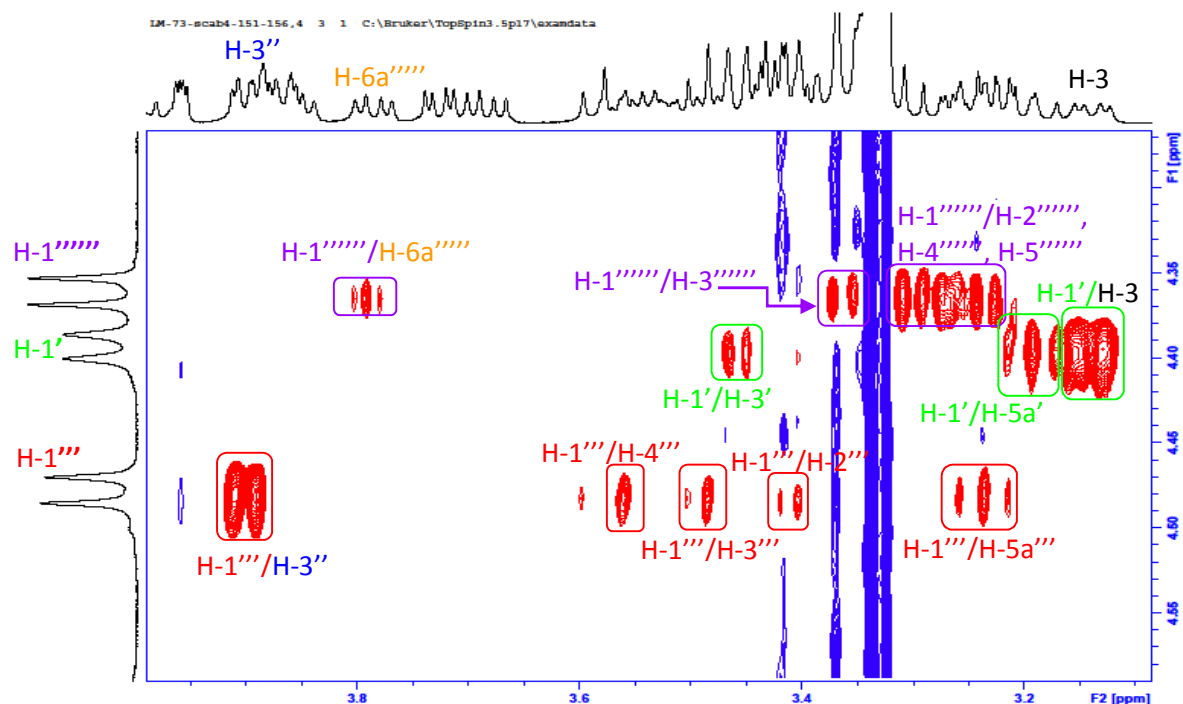 LM-73-scab4-151-156,4 3 1 C:\Bruker\TopSpin3.5pl7\examdata
H-3’’
H-6a’’’’’
H-3
F1 [ppm]
H-1’’’’’’
H-1’’’’’’/H-6a’’’’’
H-1’’’’’’/H-3’’’’’’
H-1’’’’’’/H-2’’’’’’,
H-4’’’’’’, H-5’’’’’’
H-1’/H-3
4.35
H-1’
4.40
H-1’/H-3’
H-1’/H-5a’
4.45
H-1’’’
H-1’’’/H-4’’’
H-1’’’/H-2’’’
4.50
H-1’’’/H-3’’
H-1’’’/H-3’’’
H-1’’’/H-5a’’’
4.55
3.8
3.6
3.4
3.2
F2 [ppm]